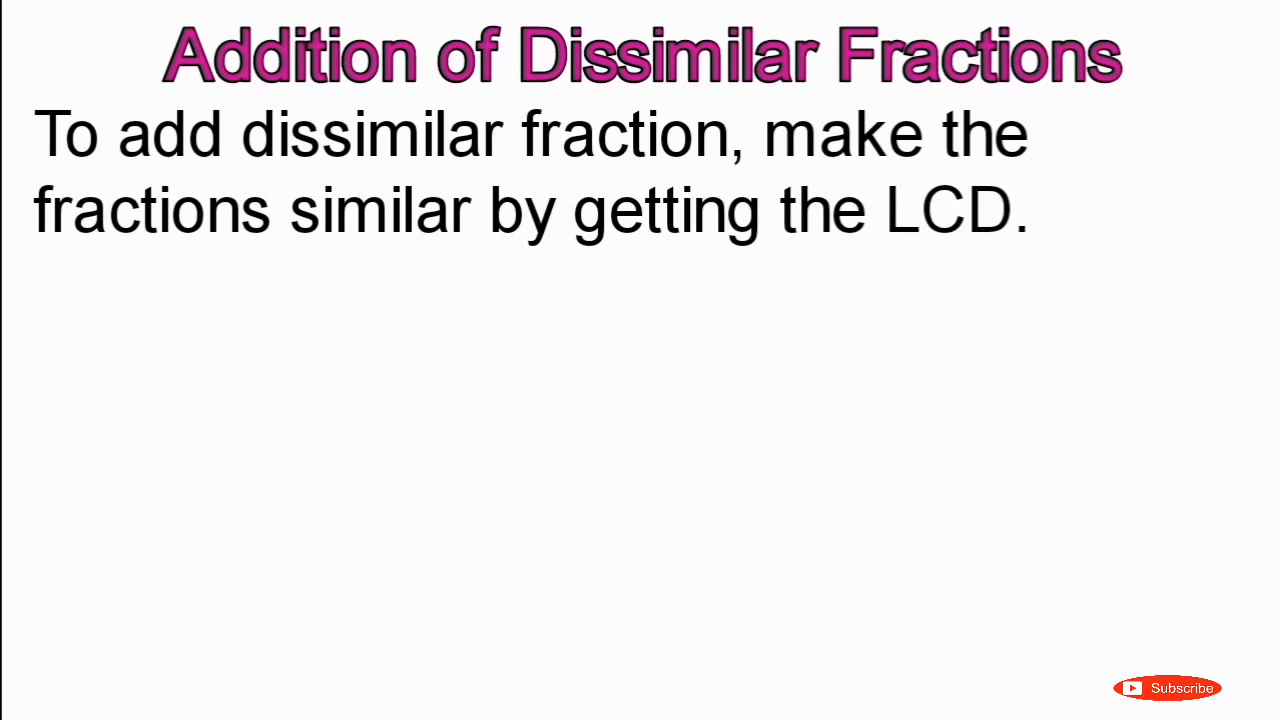 Addition of Dissimilar Fractions
To add dissimilar fraction, make the
fractions similar by getting the LCD.
Subscribe